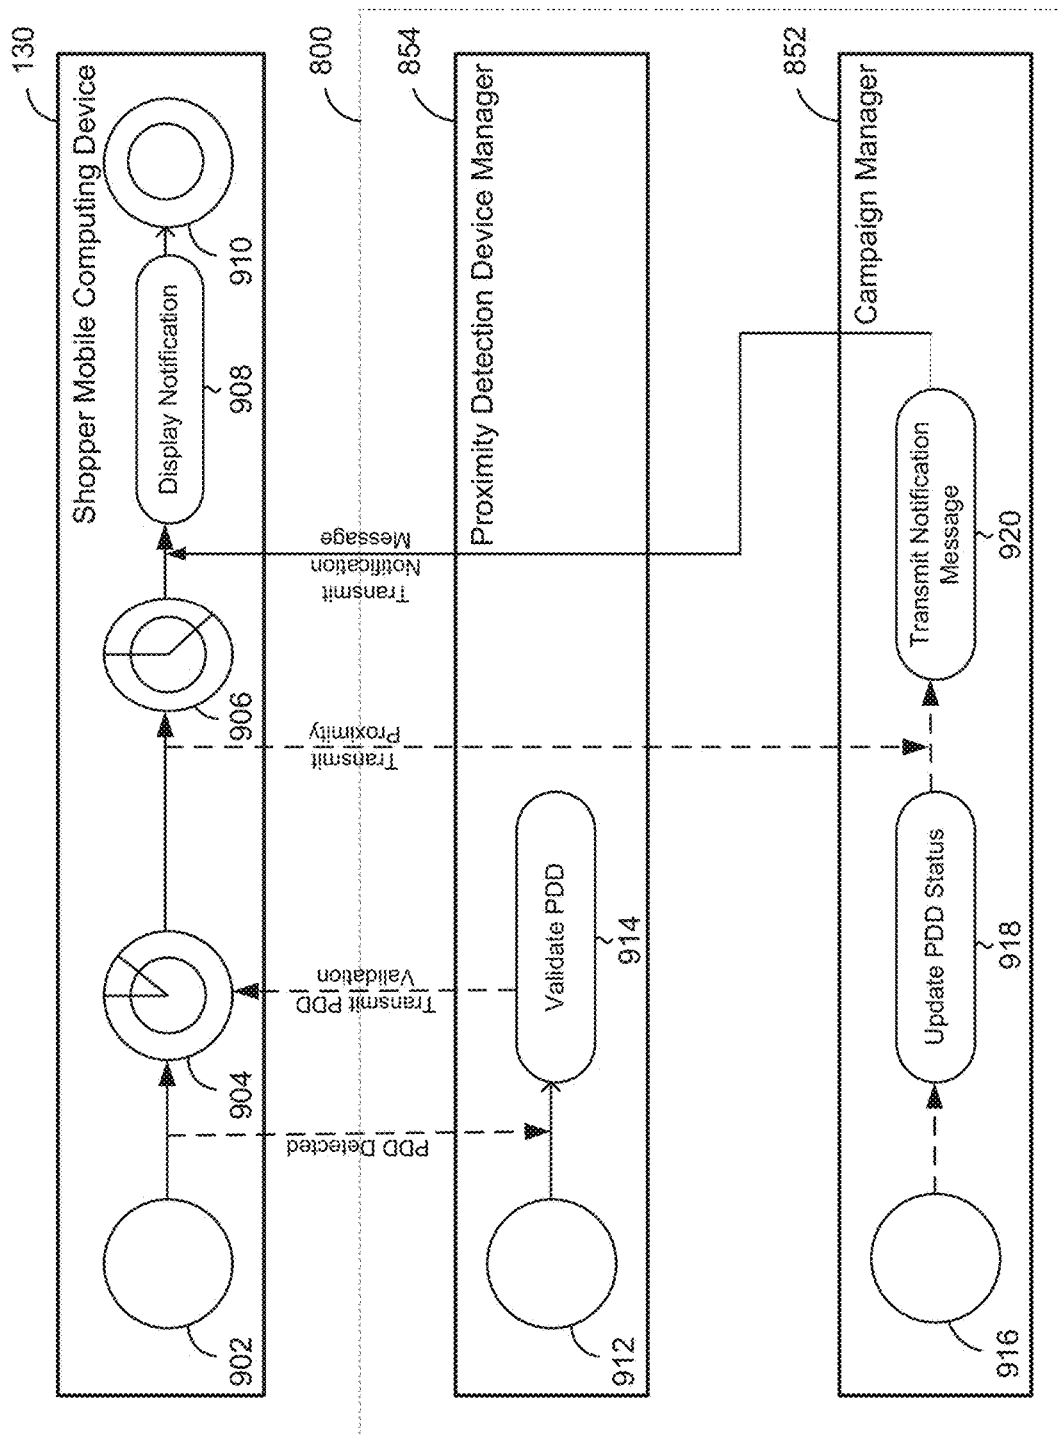 Shopper Mobile Computing Device
130
902
904
906
Display Notification
908
910
800
PDD Detected
Transmit PDD
Validation
Transmit
Proximity
Transmit
Notification
Message
Proximity Detection Device Manager
854
912
Validate PDD
914
Campaign Manager
852
916
Update PDD Status
918
Transmit Notification
Message
920